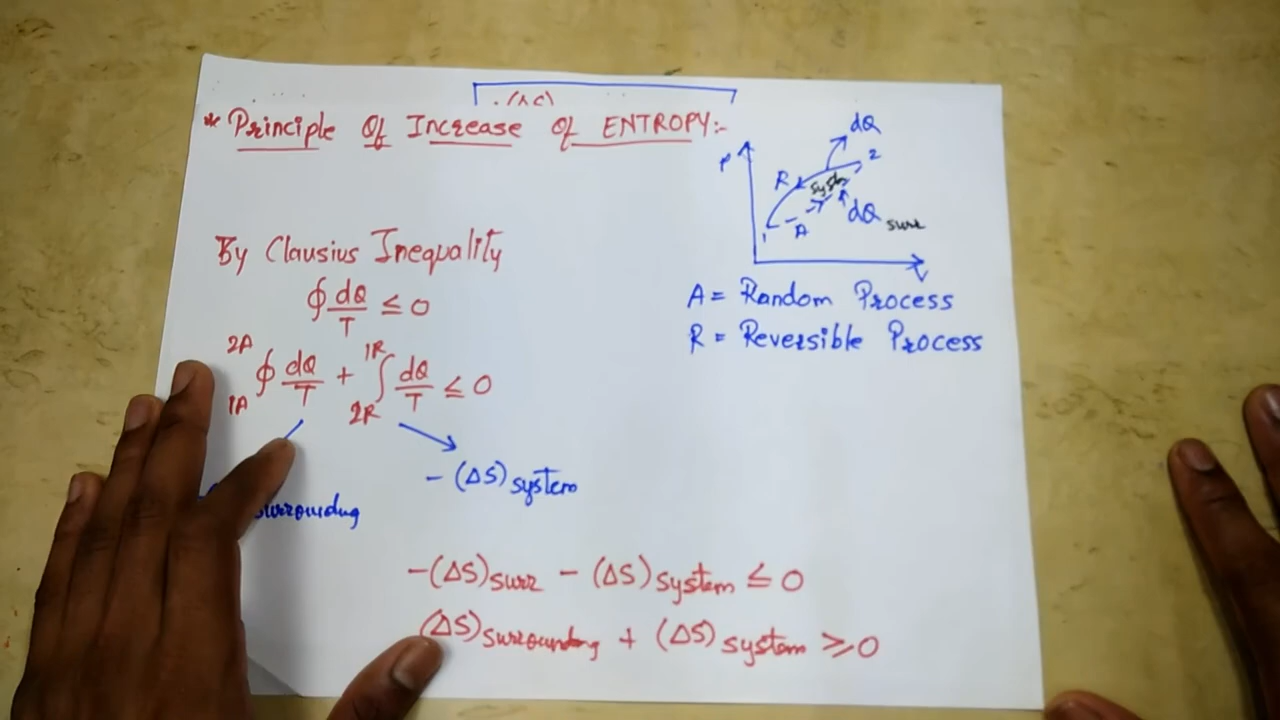 * Principle Of Increase Of ENTROPY:-
By Clausius Inequality
∮ dQ/T ≤ 0
2A 1A ∮ dQ/T + 1R 2R ∫ dQ/T ≤ 0
surrounding
- (ΔS) system
-(ΔS) surr - (ΔS) system ≤ 0
(ΔS) surrounding + (ΔS) system ≥ 0
P
dQ
2
R
system
dQ surr
A
1
V
A = Random Process
R = Reversible Process